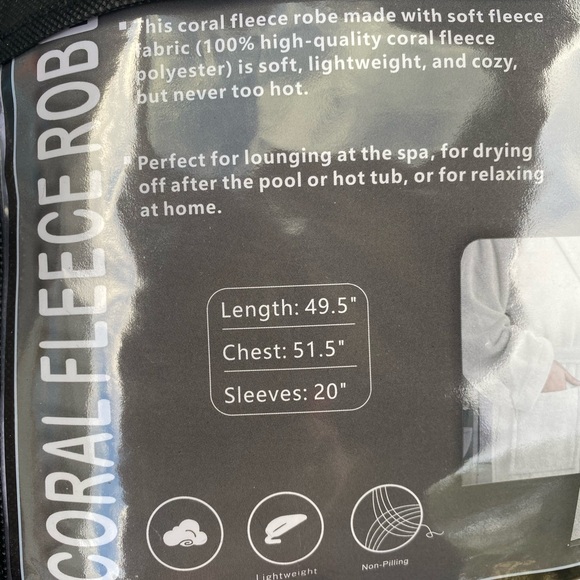 CORAL FLEECE ROBE
This coral fleece robe made with soft fleece
fabric (100% high-quality coral fleece
polyester) is soft, lightweight, and cozy,
but never too hot.
Perfect for lounging at the spa, for drying
off after the pool or hot tub, or for relaxing
at home.
Length: 49.5"
Chest: 51.5"
Sleeves: 20"
Lightweight
Non-Pilling